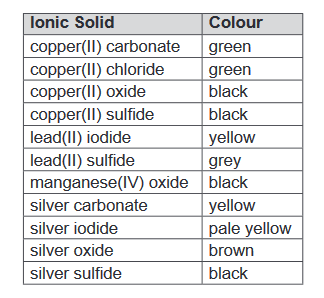 Ionic Solid Colour
copper(II) carbonate green
copper(II) chloride green
copper(II) oxide black
copper(II) sulfide black
lead(II) iodide yellow
lead(II) sulfide grey
manganese(IV) oxide black
silver carbonate yellow
silver iodide pale yellow
silver oxide brown
silver sulfide black